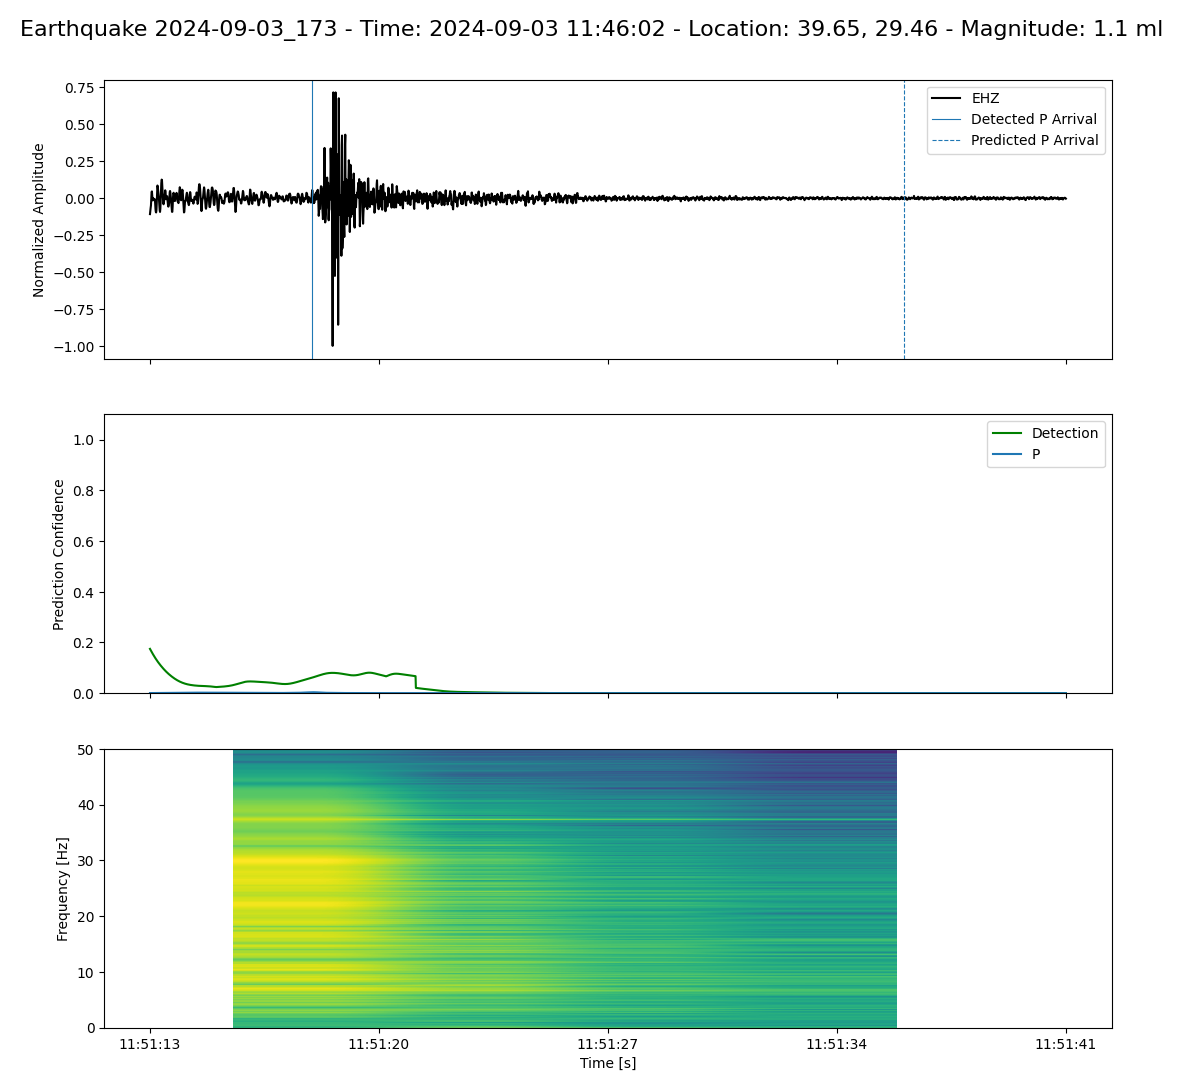 Earthquake 2024-09-03_173 - Time: 2024-09-03 11:46:02 - Location: 39.65, 29.46 - Magnitude: 1.1 ml
Normalized Amplitude
0.75
0.50
0.25
0.00
−0.25
−0.50
−0.75
−1.00
EHZ
Detected P Arrival
Predicted P Arrival
Prediction Confidence
1.0
0.8
0.6
0.4
0.2
0.0
Detection
P
Frequency [Hz]
50
40
30
20
10
0
11:51:13
11:51:20
11:51:27
11:51:34
11:51:41
Time [s]